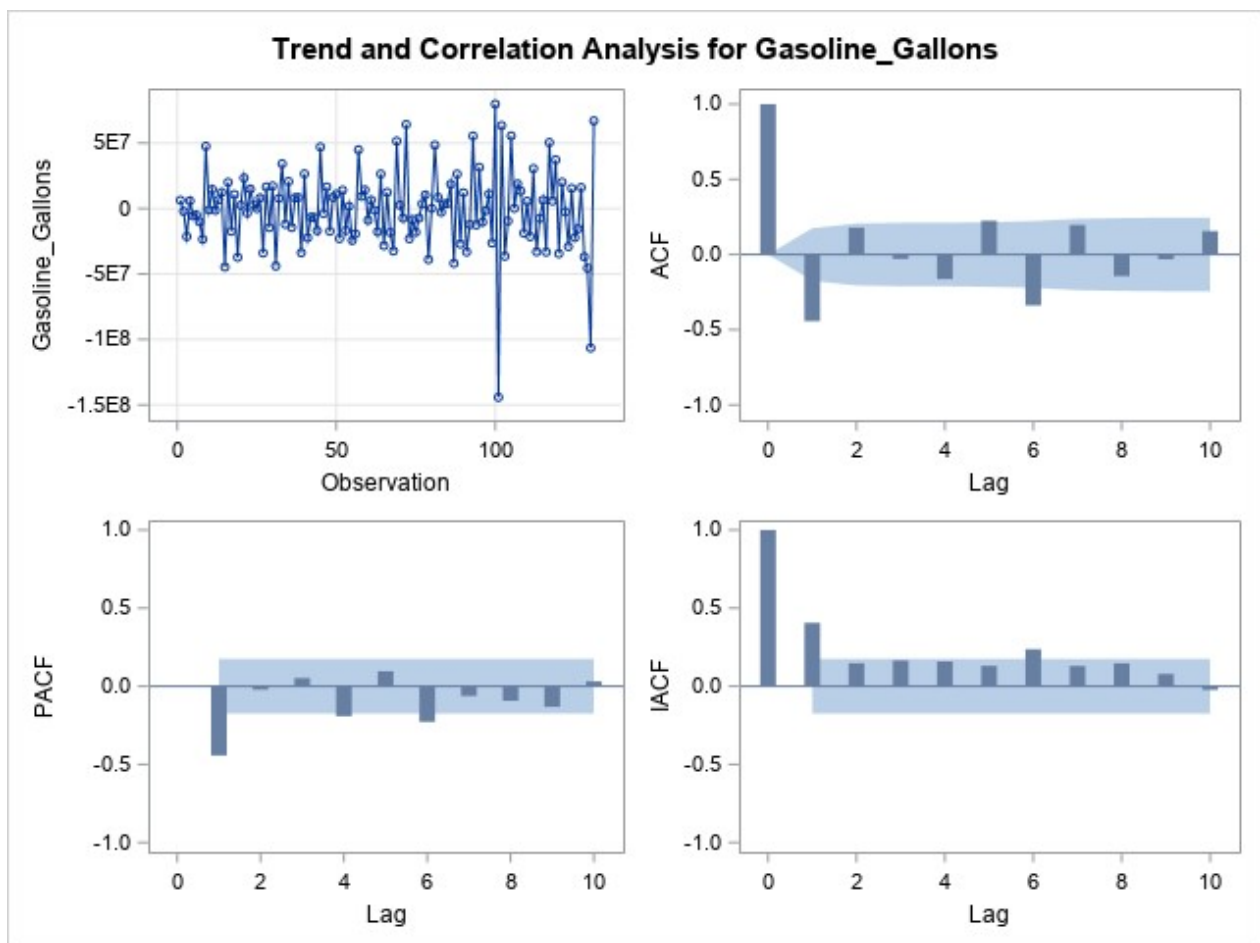 Trend and Correlation Analysis for Gasoline_Gallons
Gasoline_Gallons
5E7
0
-5E7
-1E8
-1.5E8
0 50 100
Observation
ACF
1.0
0.5
0.0
-0.5
-1.0
0 2 4 6 8 10
Lag
PACF
1.0
0.5
0.0
-0.5
-1.0
0 2 4 6 8 10
Lag
IACF
1.0
0.5
0.0
-0.5
-1.0
0 2 4 6 8 10
Lag